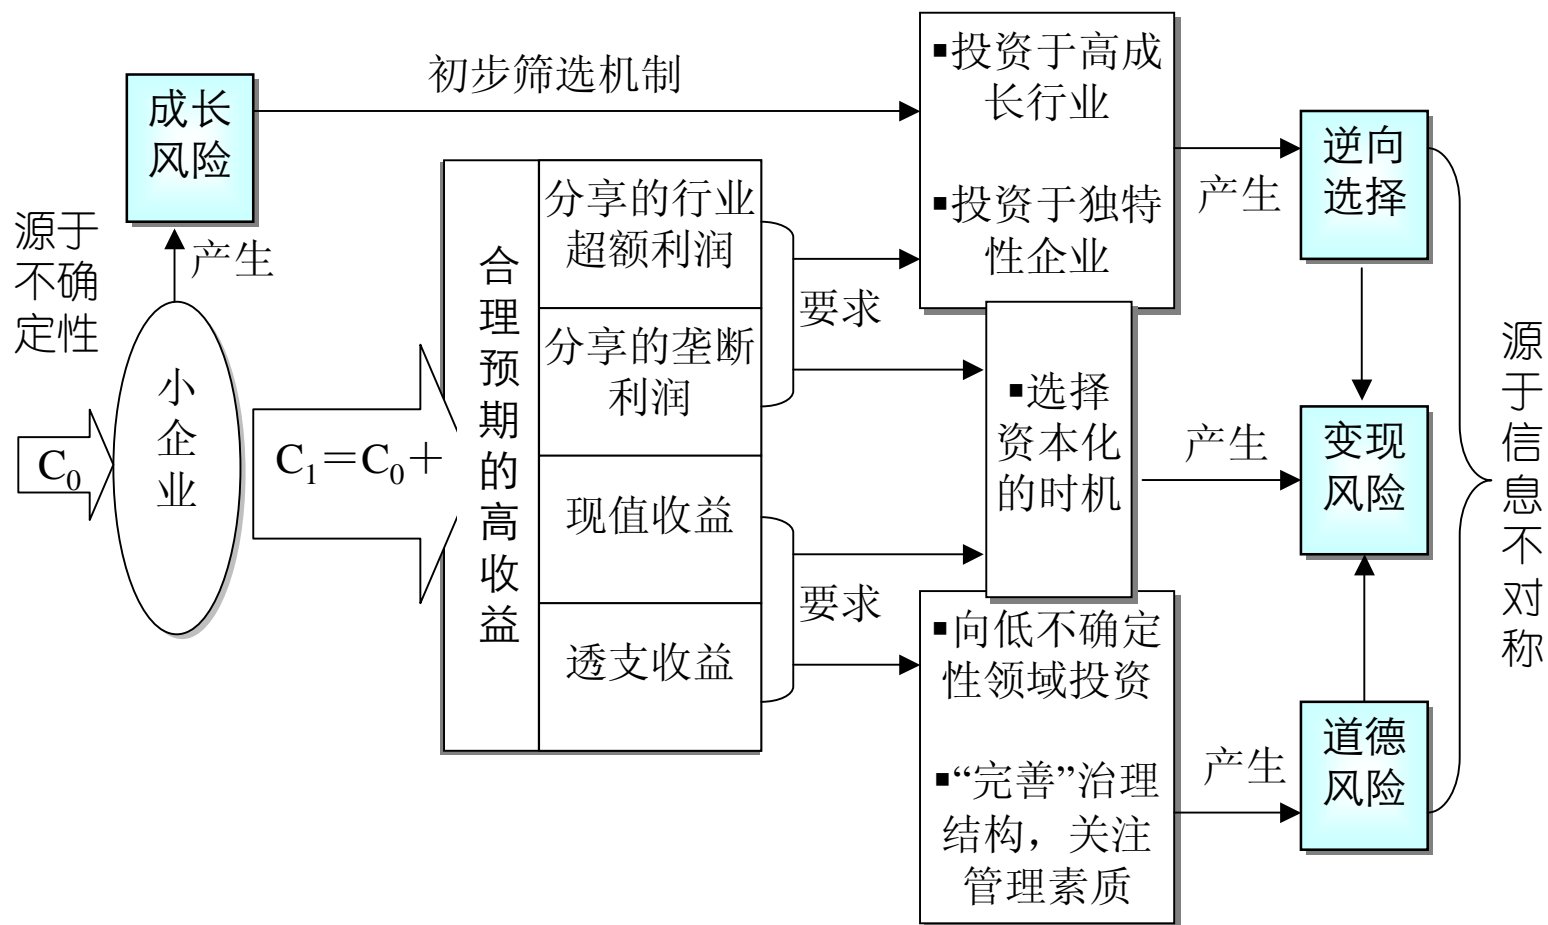 初步筛选机制
成长
风险
源于
不确
定性
产生
小
企
业
C₀
C₁=C₀+
合
理
预
期
的
高
收
益
分享的行业
超额利润
分享的垄断
利润
现值收益
透支收益
要求
要求
▪投资于高成
长行业
▪投资于独特
性企业
▪选择
资本化
的时机
▪向低不确定
性领域投资
▪“完善”治理
结构，关注
管理素质
产生
产生
产生
逆向
选择
变现
风险
道德
风险
源
于
信
息
不
对
称